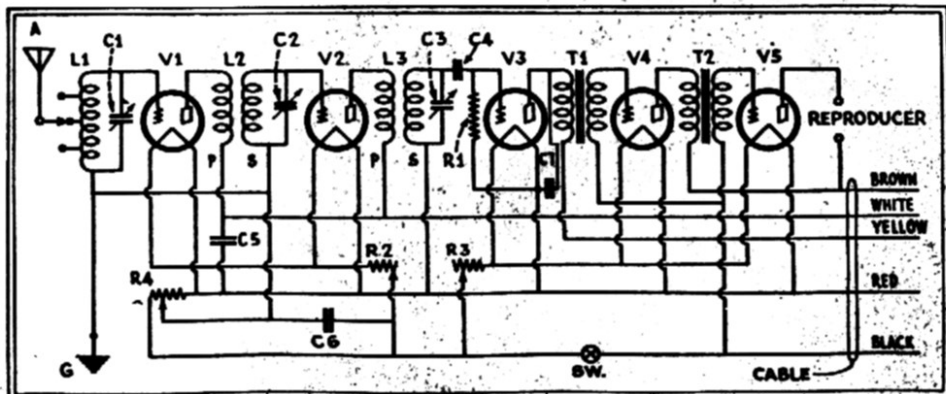 A
L1
C1
V1
L2
C2
V2
L3
C3
C4
V3
T1
V4
T2
V5
REPRODUCER
R1
C7
P
S
P
S
BROWN
WHITE
YELLOW
C5
R2
R3
R4
RED
C6
SW.
BLACK
G
CABLE